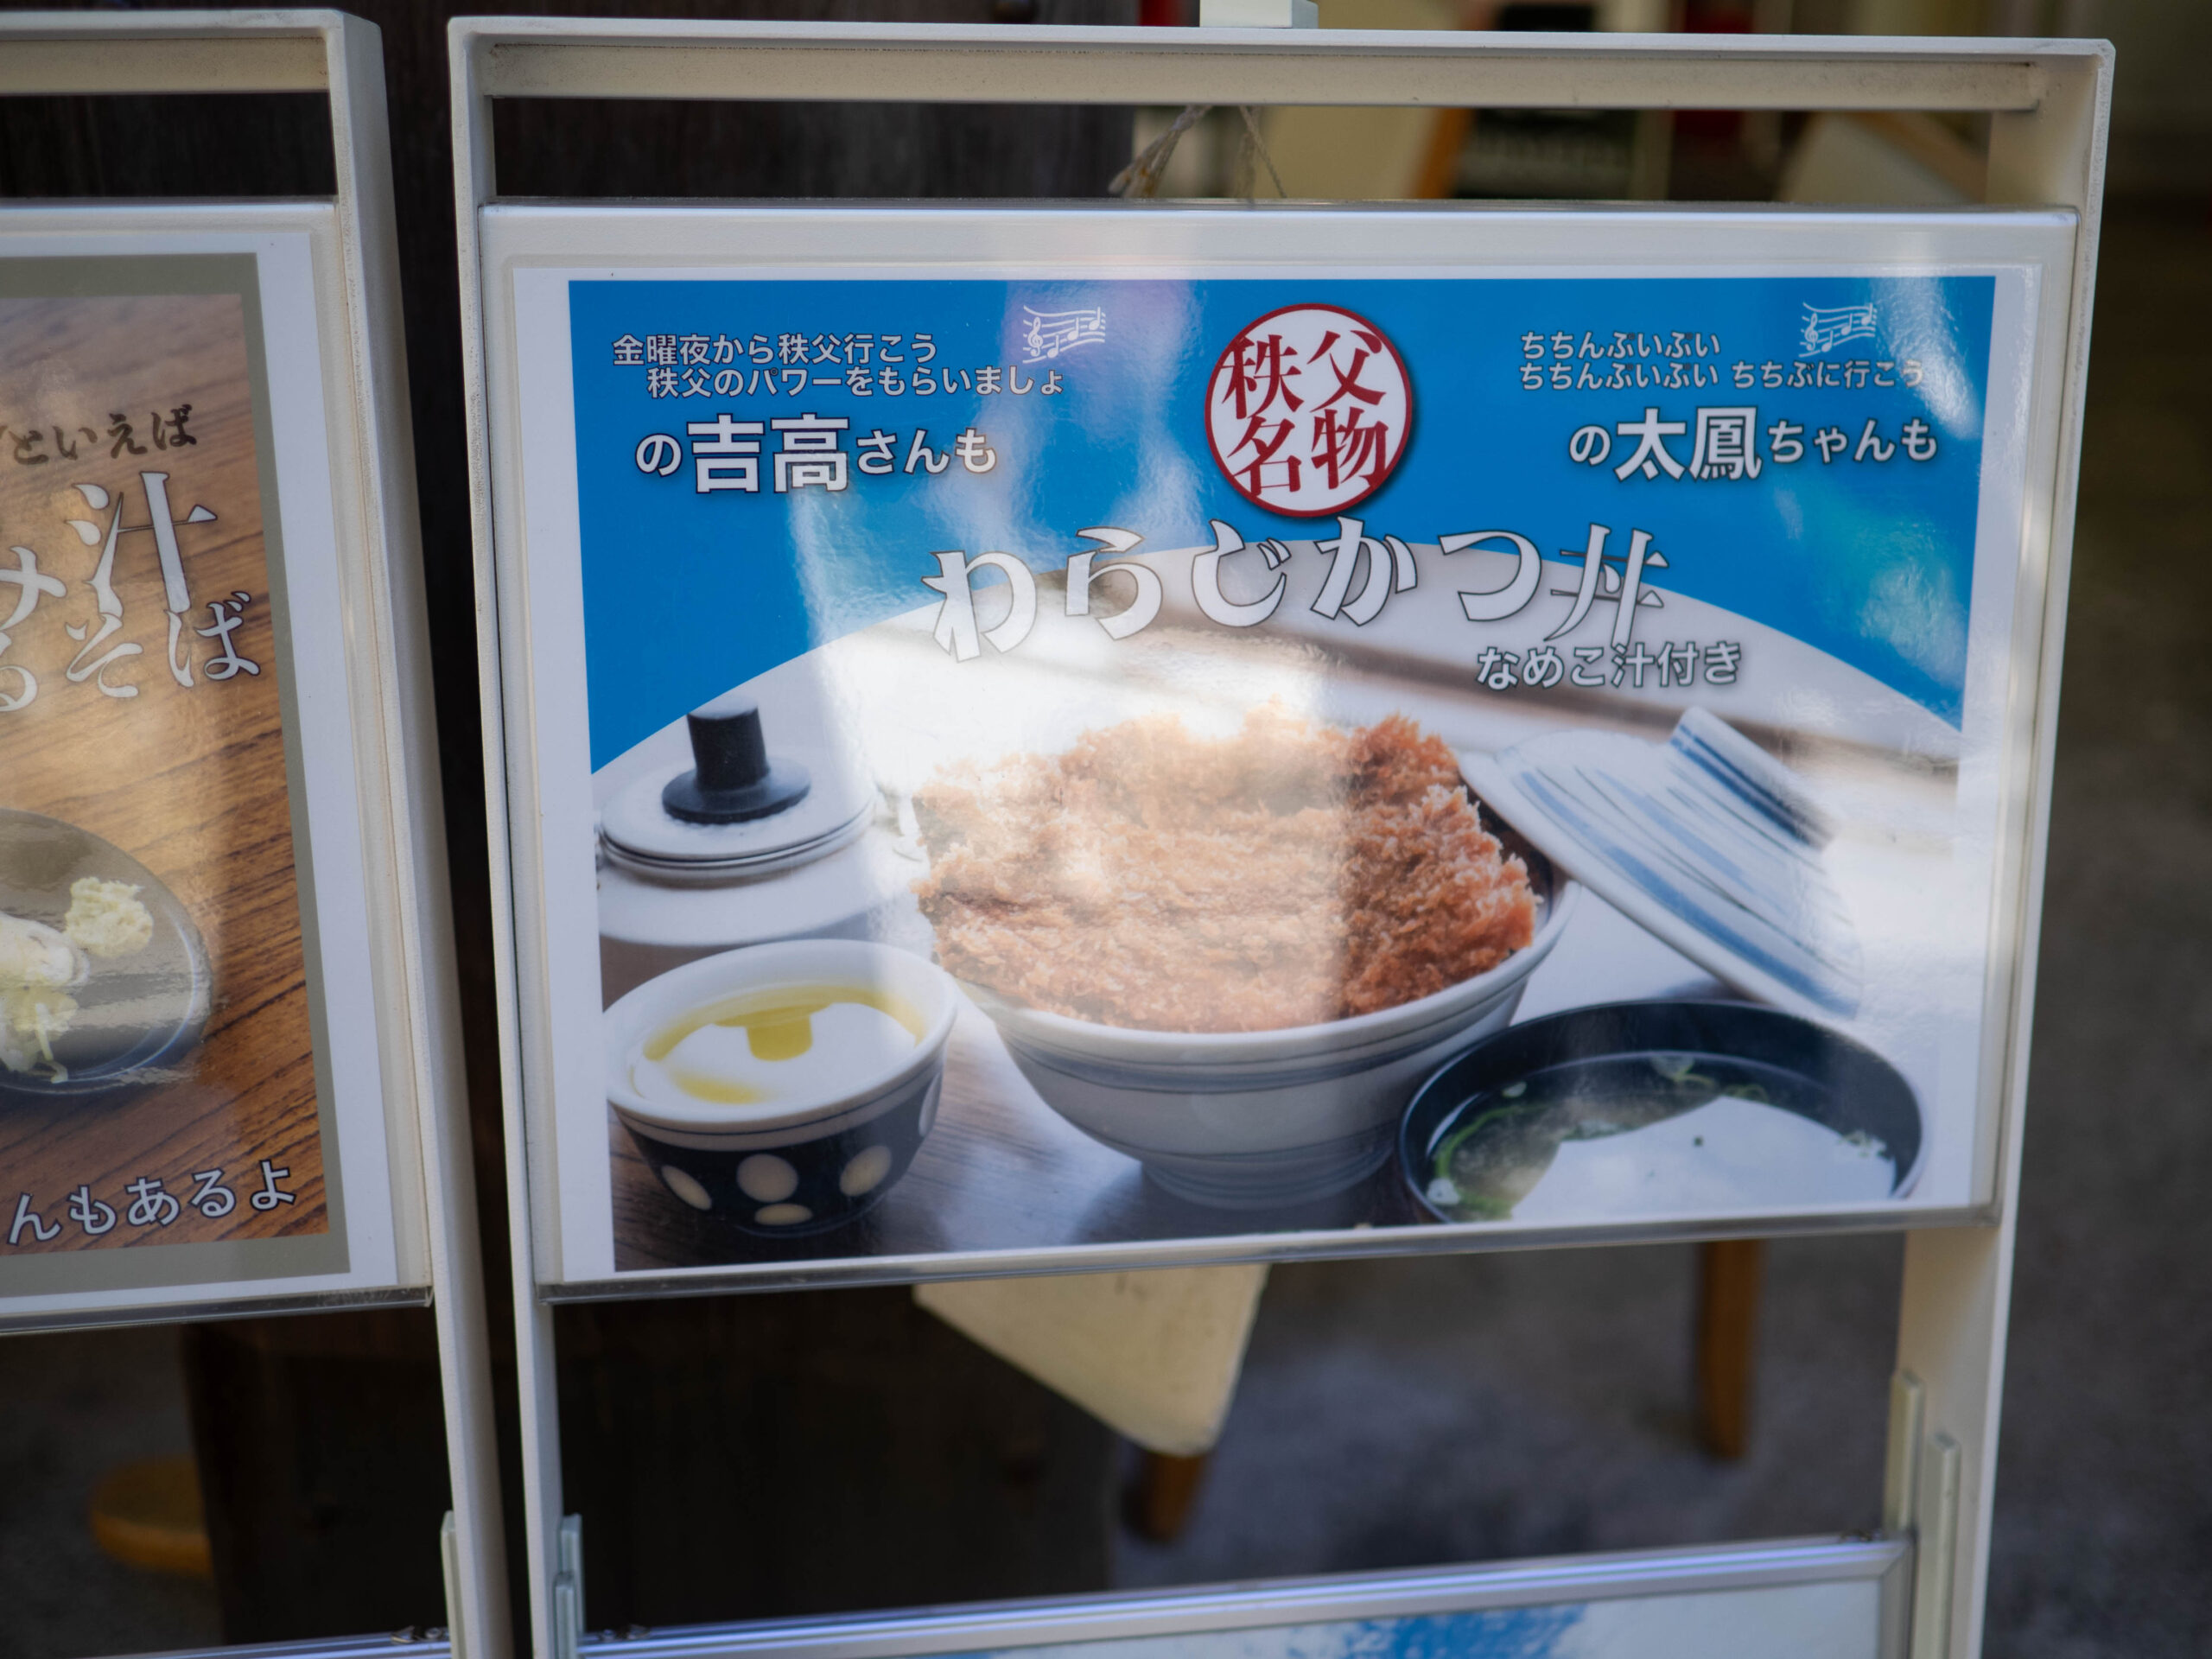 といえば
汁
そば
んもあるよ
金曜夜から秩父行こう
秩父のパワーをもらいましょ
の吉高さんも
秩父
名物
ちちんぷいぷい
ちちんぷいぷい ちちぶに行こう
の太鳳ちゃんも
わらじかつ丼
なめこ汁付き